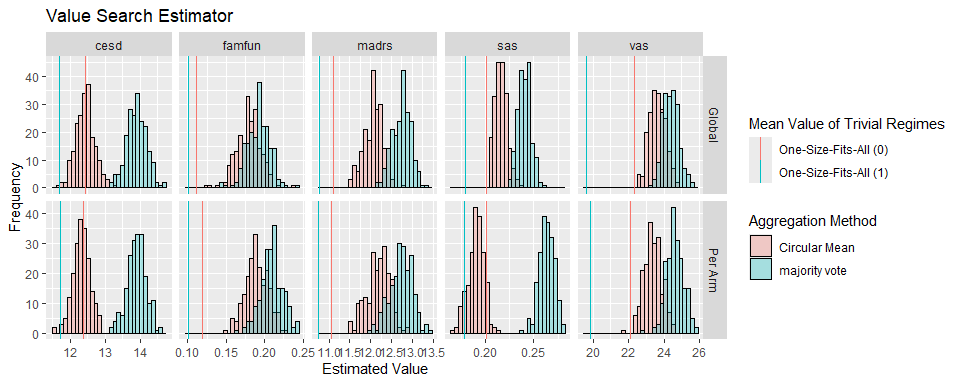 Value Search Estimator
cesd famfun madrs sas vas
40
30
20
10
0
Global
40
30
20
10
0
Per Arm
Frequency
12 13 14 0.10 0.15 0.20 0.25 11.0 11.5 12.0 12.5 13.0 13.5 0.20 0.25 20 22 24 26
Estimated Value
Mean Value of Trivial Regimes
One-Size-Fits-All (0)
One-Size-Fits-All (1)
Aggregation Method
Circular Mean
majority vote